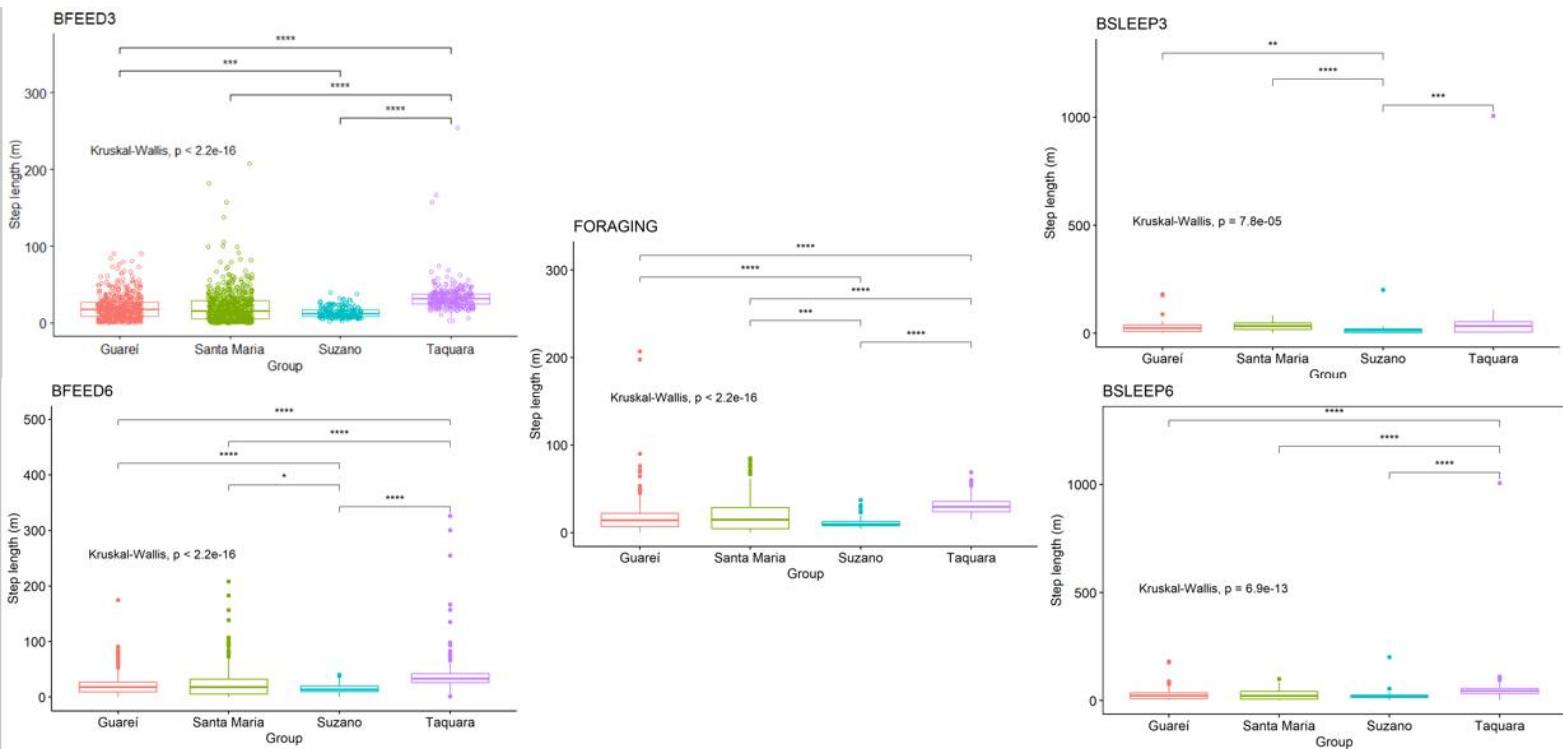 BFEED3
****
***
****
****
Kruskal-Wallis, p < 2.2e-16
Step length (m)
300
200
100
0
Guareí Santa Maria Suzano Taquara
Group
BFEED6
****
****
****
*
****
Kruskal-Wallis, p < 2.2e-16
Step length (m)
500
400
300
200
100
0
Guareí Santa Maria Suzano Taquara
Group
FORAGING
****
****
****
***
****
Kruskal-Wallis, p < 2.2e-16
Step length (m)
300
200
100
0
Guareí Santa Maria Suzano Taquara
Group
BSLEEP3
**
****
***
Kruskal-Wallis, p = 7.8e-05
Step length (m)
1000
500
0
Guareí Santa Maria Suzano Taquara
Group
BSLEEP6
****
****
****
Kruskal-Wallis, p = 6.9e-13
Step length (m)
1000
500
0
Guareí Santa Maria Suzano Taquara
Group